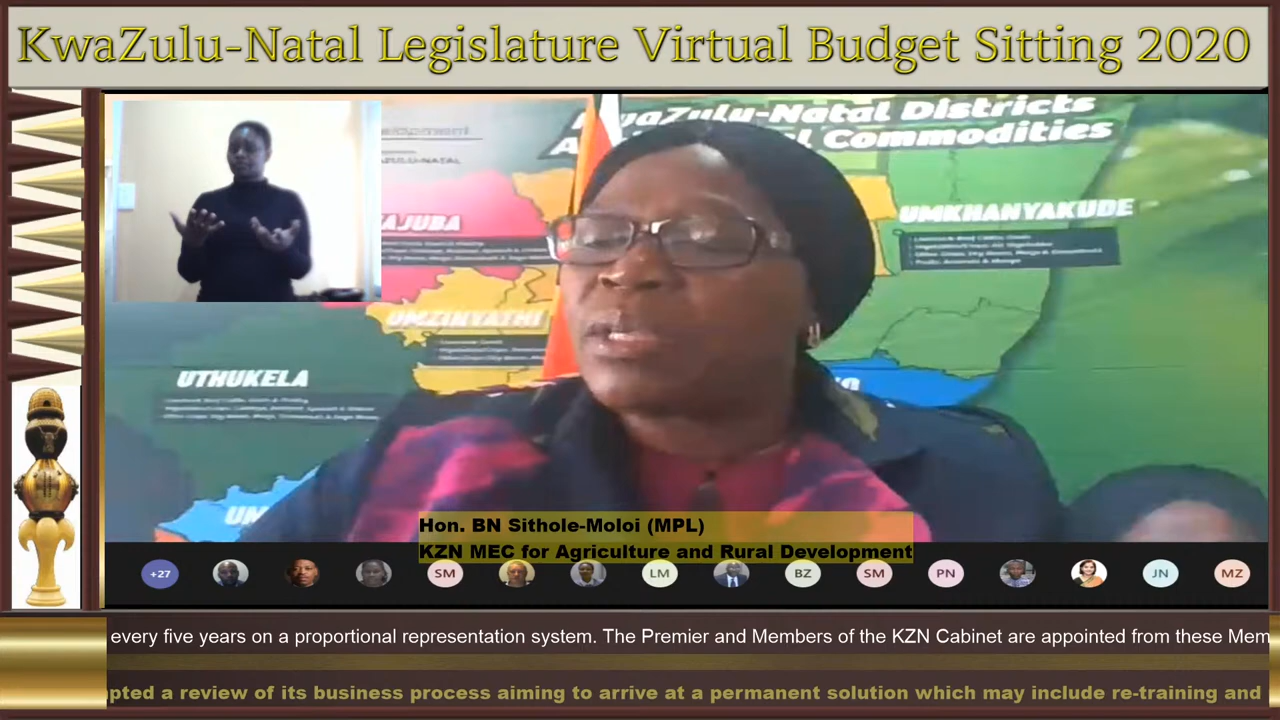 KwaZulu-Natal Legislature Virtual Budget Sitting 2020
KwaZulu-Natal Districts
Commodities
AJUBA
UMKHANYAKUDE
UMZINYATHI
UTHUKELA
UM
Hon. BN Sithole-Moloi (MPL)
KZN MEC for Agriculture and Rural Development
+27
SM
LM
BZ
SM
PN
JN
MZ
every five years on a proportional representation system. The Premier and Members of the KZN Cabinet are appointed from these Mem
pted a review of its business process aiming to arrive at a permanent solution which may include re-training and